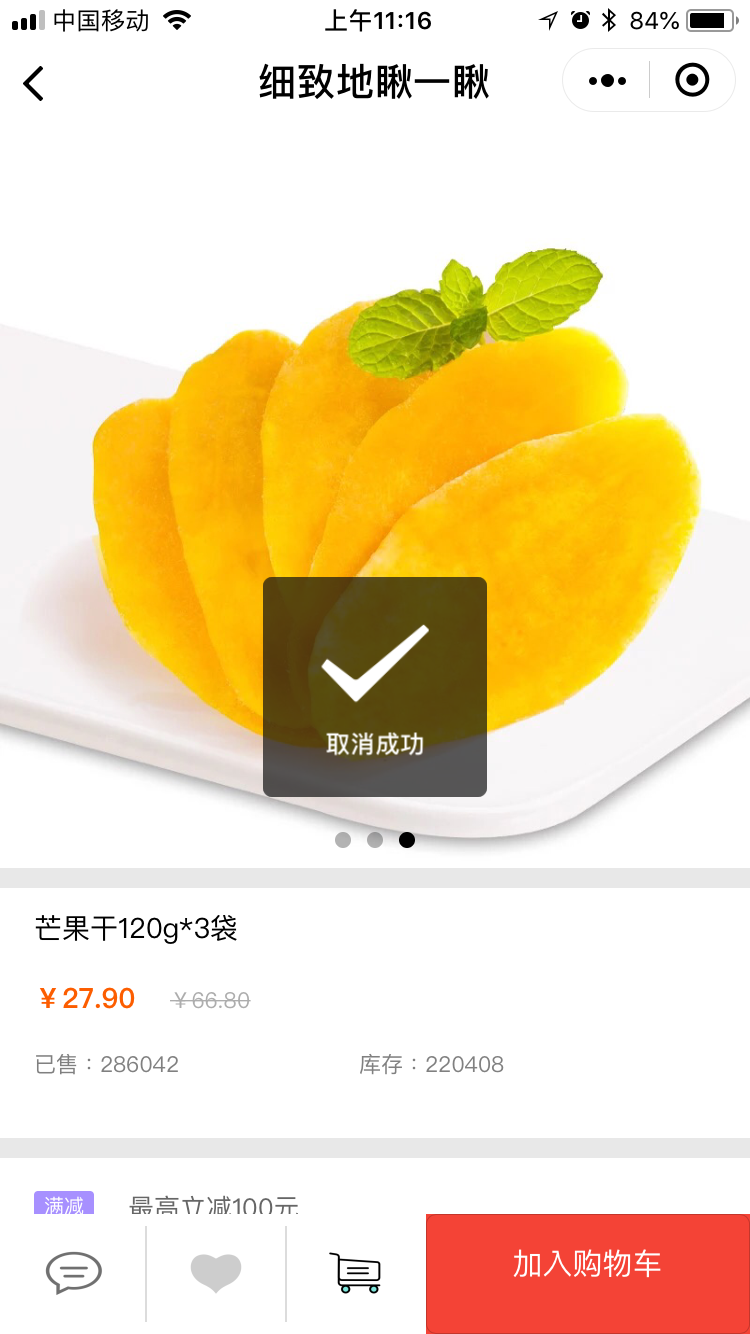 中国移动 上午11:16 84%
细致地瞅一瞅
取消成功
芒果干120g*3袋
￥27.90 ￥66.80
已售：286042 库存：220408
满减 最高立减100元
加入购物车